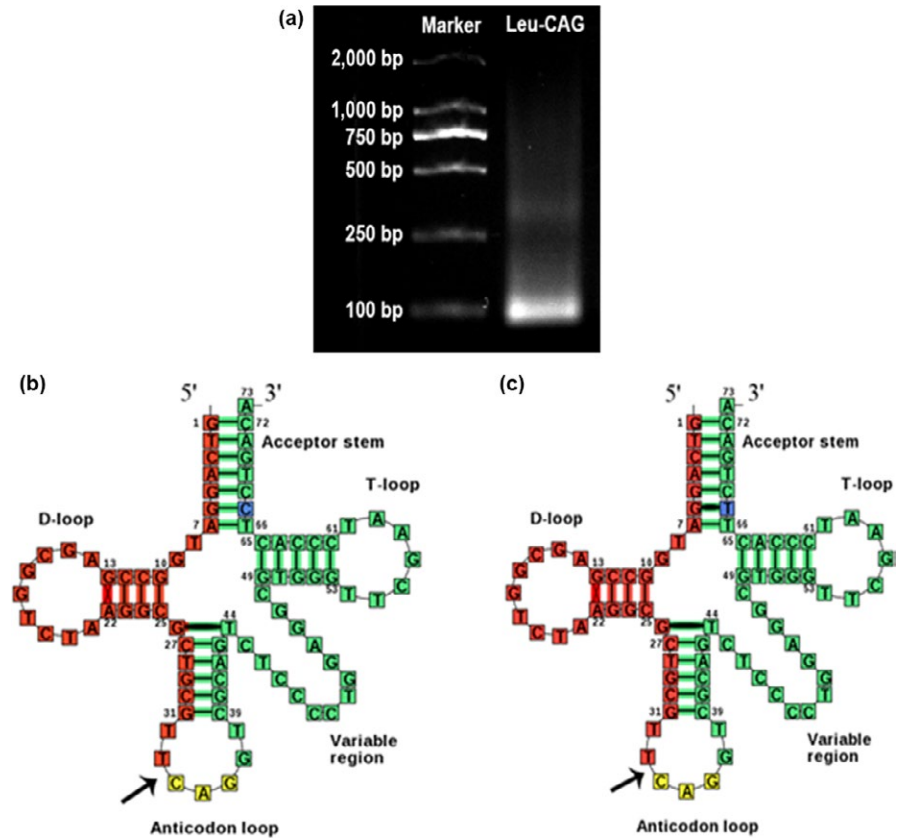 (a)
Marker Leu-CAG
2,000 bp
1,000 bp
750 bp
500 bp
250 bp
100 bp
(b)
5' 3'
73
1 72
Acceptor stem
T-loop
D-loop
7 66 61
13 10 65
49 53
22 25 44
27
31 39
Variable
region
Anticodon loop
(c)
5' 3'
73
1 72
Acceptor stem
T-loop
D-loop
7 66 61
13 10 65
49 53
22 25 44
27
31 39
Variable
region
Anticodon loop